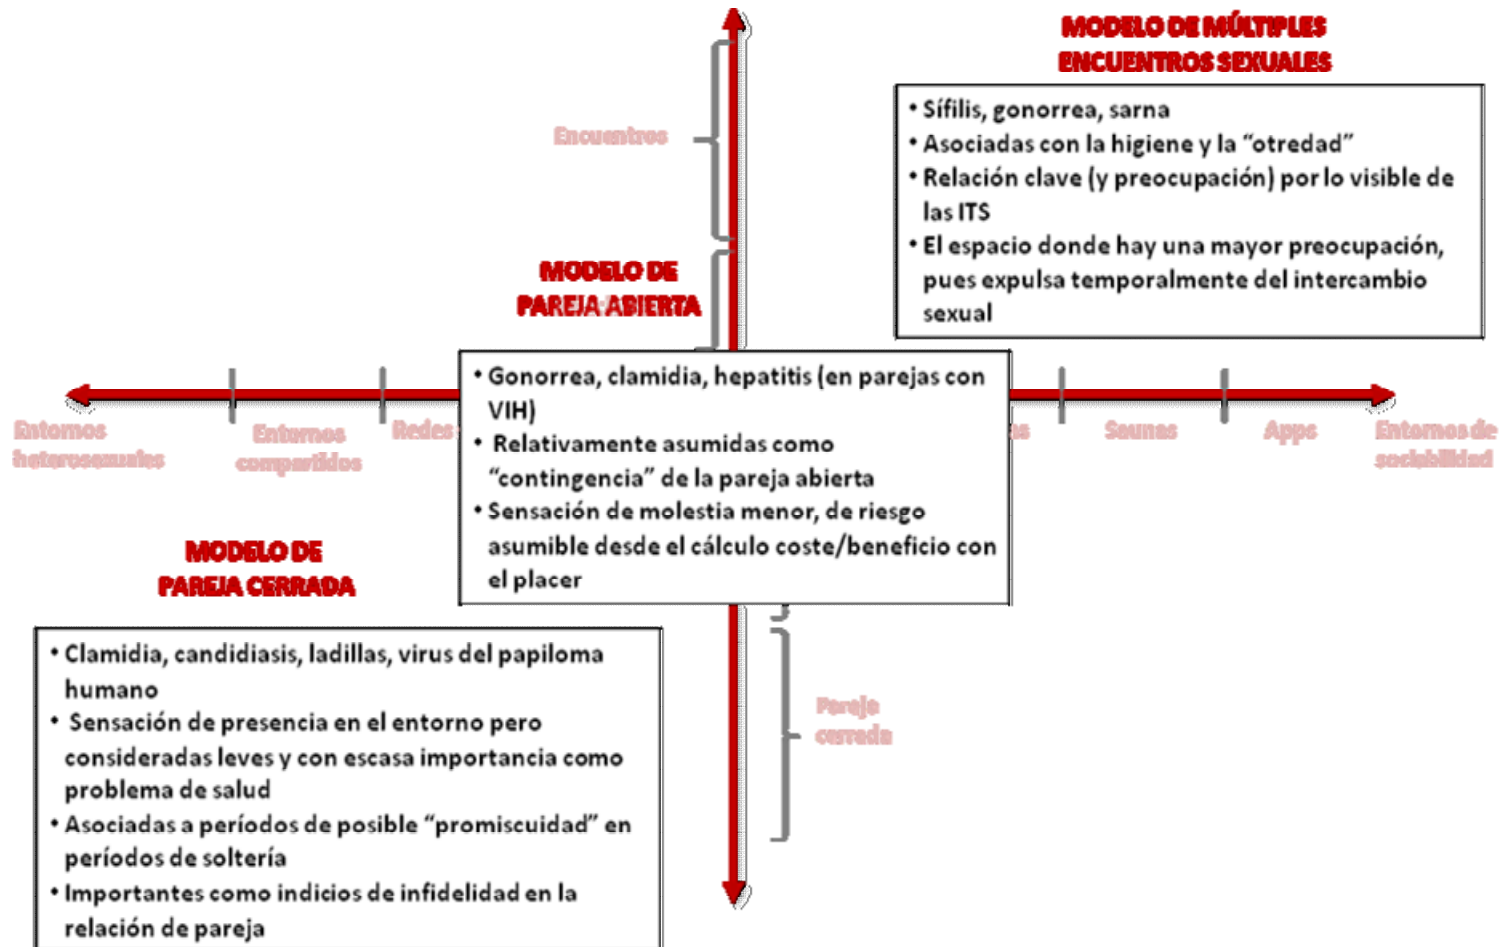 MODELO DE MÚLTIPLES
ENCUENTROS SEXUALES
• Sífilis, gonorrea, sarna
• Asociadas con la higiene y la “otredad”
• Relación clave (y preocupación) por lo visible de
las ITS
• El espacio donde hay una mayor preocupación,
pues expulsa temporalmente del intercambio
sexual
Encuentros
MODELO DE
PAREJA ABIERTA
• Gonorrea, clamidia, hepatitis (en parejas con
VIH)
• Relativamente asumidas como
“contingencia” de la pareja abierta
• Sensación de molestia menor, de riesgo
asumible desde el cálculo coste/beneficio con
el placer
Entornos
heterosexuales
Entornos
compartidos
Redes
Saunas
Apps
Entornos de
sociabilidad
MODELO DE
PAREJA CERRADA
• Clamidia, candidiasis, ladillas, virus del papiloma
humano
• Sensación de presencia en el entorno pero
consideradas leves y con escasa importancia como
problema de salud
• Asociadas a períodos de posible “promiscuidad” en
períodos de soltería
• Importantes como indicios de infidelidad en la
relación de pareja
Pareja
cerrada